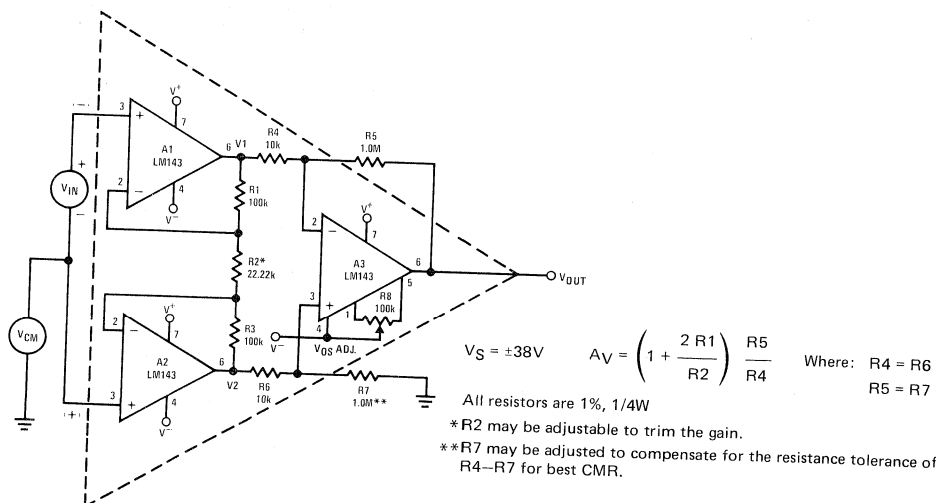 (-)
V+
3
+
7
A1
LM143
6
V1
R4
10k
R5
1.0M
2
−
4
V−
R1
100k
+
VIN
−
R2*
22.22k
2
−
V+
7
A3
LM143
6
5
VOUT
3
+
4
1
R8
100k
V−
VOS ADJ.
VCM
V+
2
−
7
A2
LM143
6
R3
100k
V2
R6
10k
R7
1.0M**
3
+
4
V−
(+)
VS = ±38V
AV = (1 + 2 R1 / R2) R5 / R4
Where: R4 = R6
R5 = R7
All resistors are 1%, 1/4W
*R2 may be adjustable to trim the gain.
**R7 may be adjusted to compensate for the resistance tolerance of
R4–R7 for best CMR.